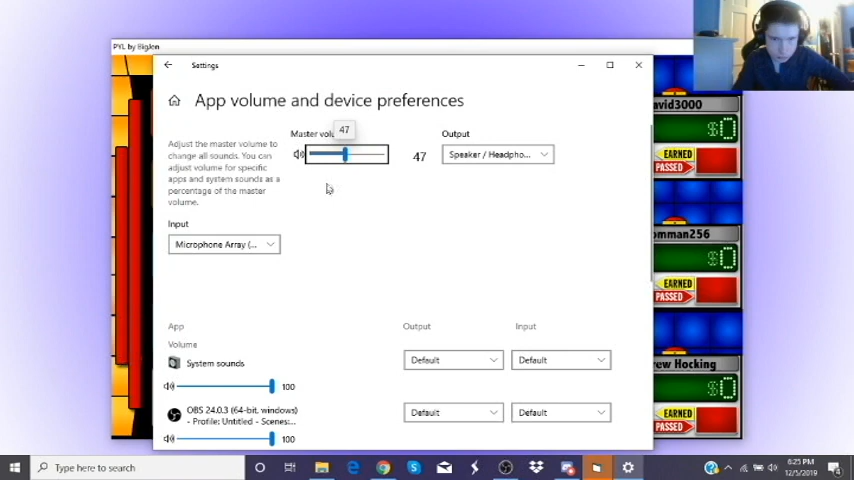 PYL by BigJon
Settings
App volume and device preferences
47
Master volu
Output
Adjust the master volume to
change all sounds. You can
adjust volume for specific
apps and system sounds as a
percentage of the master
volume.
47
Speaker / Headpho...
Input
Microphone Array (...
App
Output
Input
Volume
System sounds
Default
Default
100
OBS 24.0.3 (64-bit, windows)
- Profile: Untitled - Scenes:...
Default
Default
100
avid3000
$0
EARNED
PASSED
omman256
$0
EARNED
PASSED
rew Hocking
$0
EARNED
PASSED
Type here to search
6:25 PM
12/5/2019
4